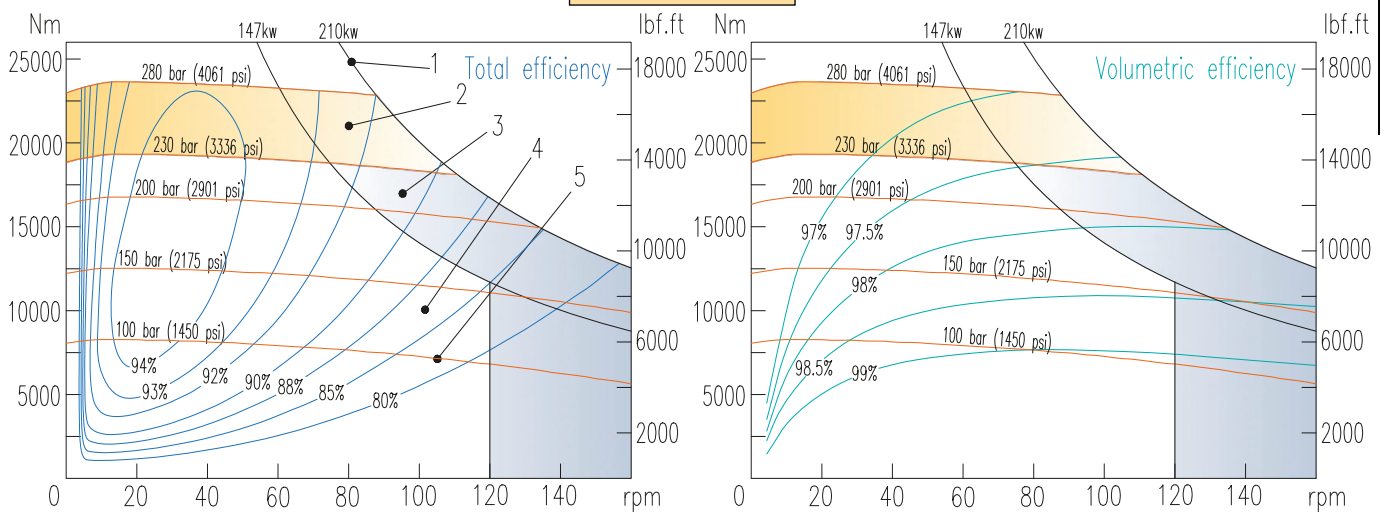 Nm
147kw
210kw
lbf.ft
Total efficiency
25000
20000
15000
10000
5000
0
18000
14000
10000
6000
2000
280 bar (4061 psi)
230 bar (3336 psi)
200 bar (2901 psi)
150 bar (2175 psi)
100 bar (1450 psi)
1
2
3
4
5
94%
93%
92%
90%
88%
85%
80%
20
40
60
80
100
120
140
rpm
Nm
147kw
210kw
lbf.ft
Volumetric efficiency
25000
20000
15000
10000
5000
0
18000
14000
10000
6000
2000
280 bar (4061 psi)
230 bar (3336 psi)
200 bar (2901 psi)
150 bar (2175 psi)
100 bar (1450 psi)
97%
97.5%
98%
98.5%
99%
20
40
60
80
100
120
140
rpm